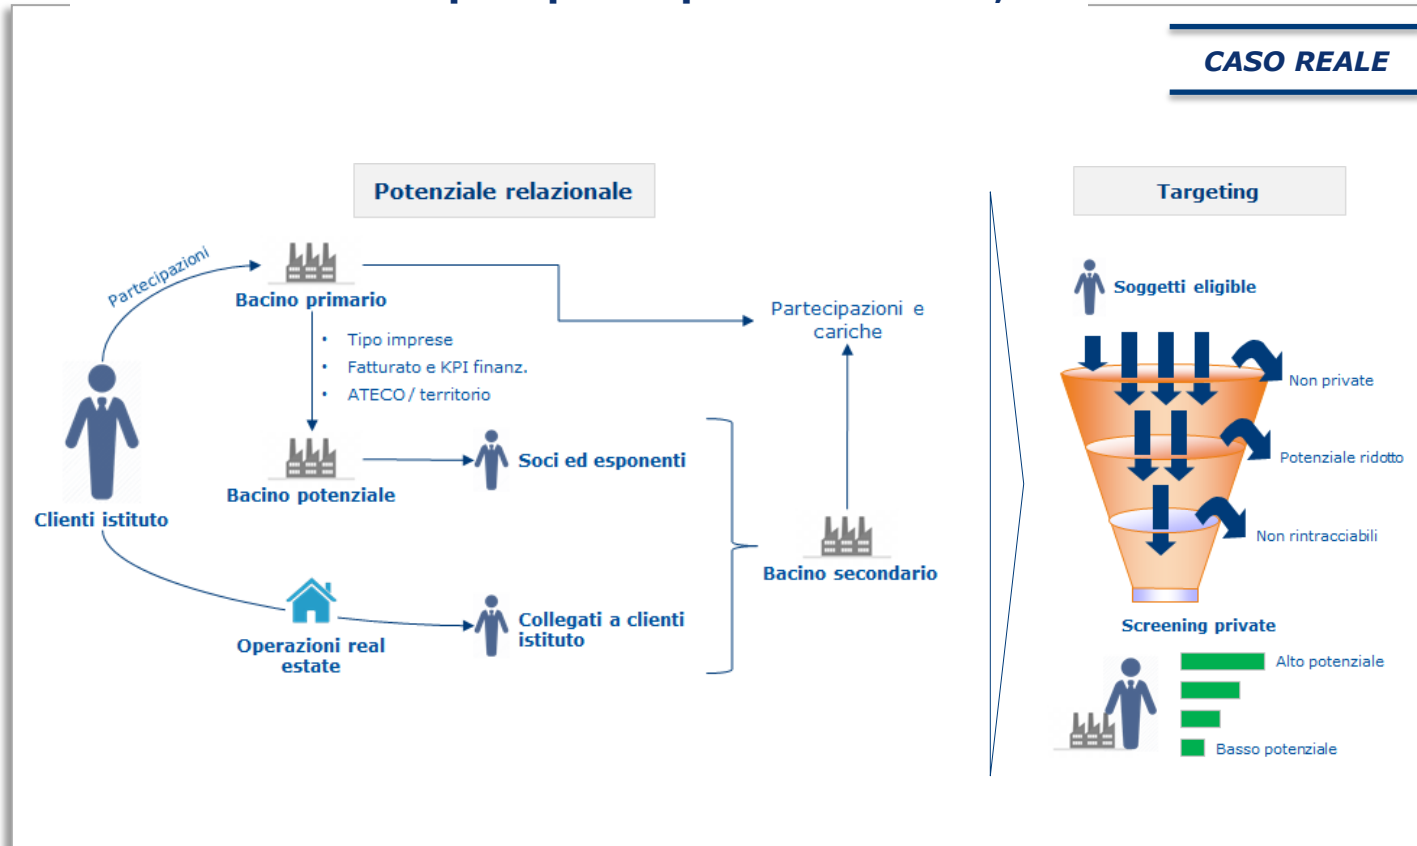 CASO REALE
Potenziale relazionale
Targeting
Partecipazioni
Bacino primario
• Tipo imprese
• Fatturato e KPI finanz.
• ATECO / territorio
Bacino potenziale
Soci ed esponenti
Clienti istituto
Operazioni real
estate
Collegati a clienti
istituto
Partecipazioni e
cariche
Bacino secondario
Soggetti eligible
Non private
Potenziale ridotto
Non rintracciabili
Screening private
Alto potenziale
Basso potenziale